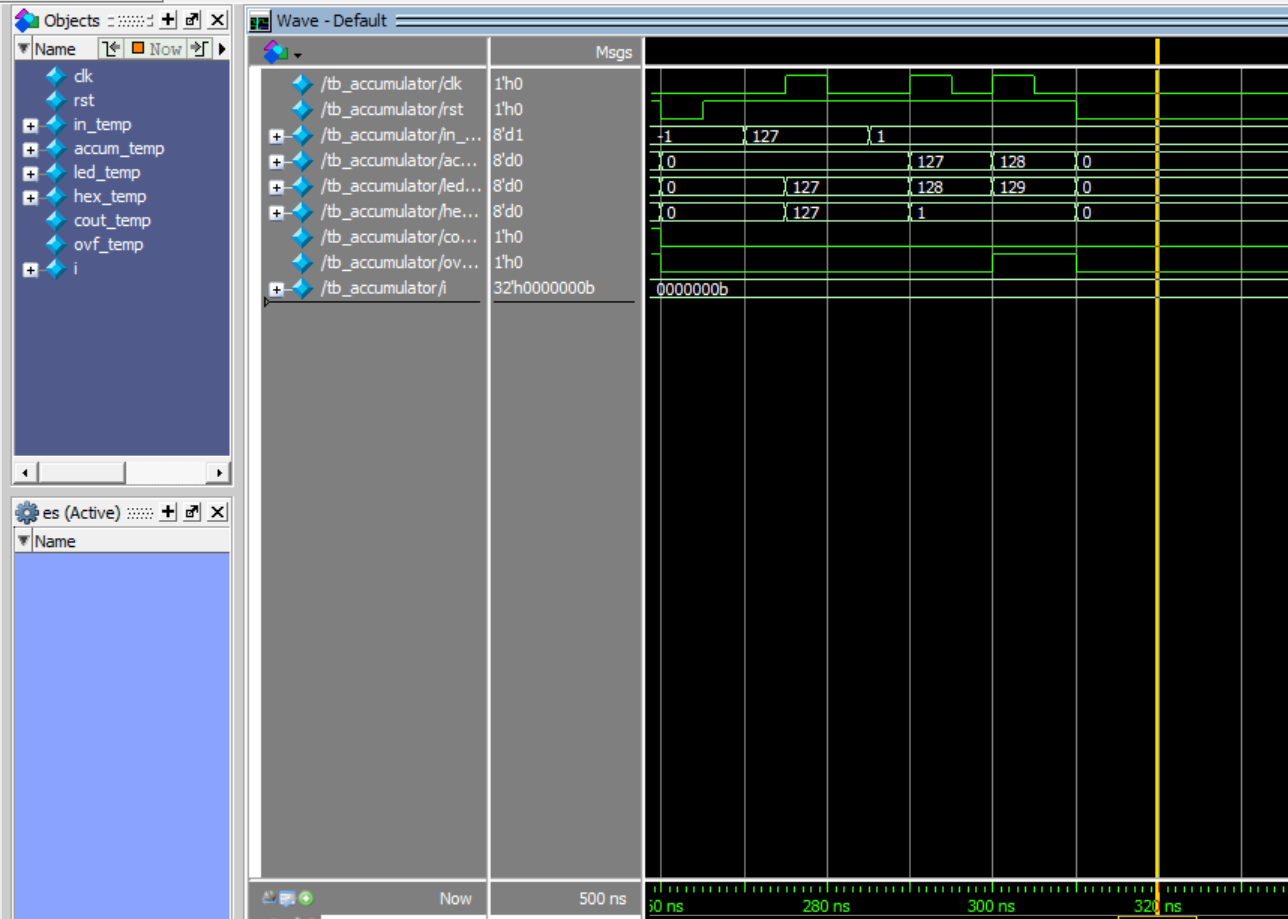 Objects
Wave - Default
Name
Now
Msgs
clk
rst
in_temp
accum_temp
led_temp
hex_temp
cout_temp
ovf_temp
i
/tb_accumulator/clk 1'h0
/tb_accumulator/rst 1'h0
/tb_accumulator/in_... 8'd1 -1 127 1
/tb_accumulator/ac... 8'd0 0 127 128 0
/tb_accumulator/led... 8'd0 0 127 128 129 0
/tb_accumulator/he... 8'd0 0 127 1 0
/tb_accumulator/co... 1'h0
/tb_accumulator/ov... 1'h0
/tb_accumulator/i 32'h0000000b 0000000b
es (Active)
Name
Now 500 ns
60 ns 280 ns 300 ns 320 ns